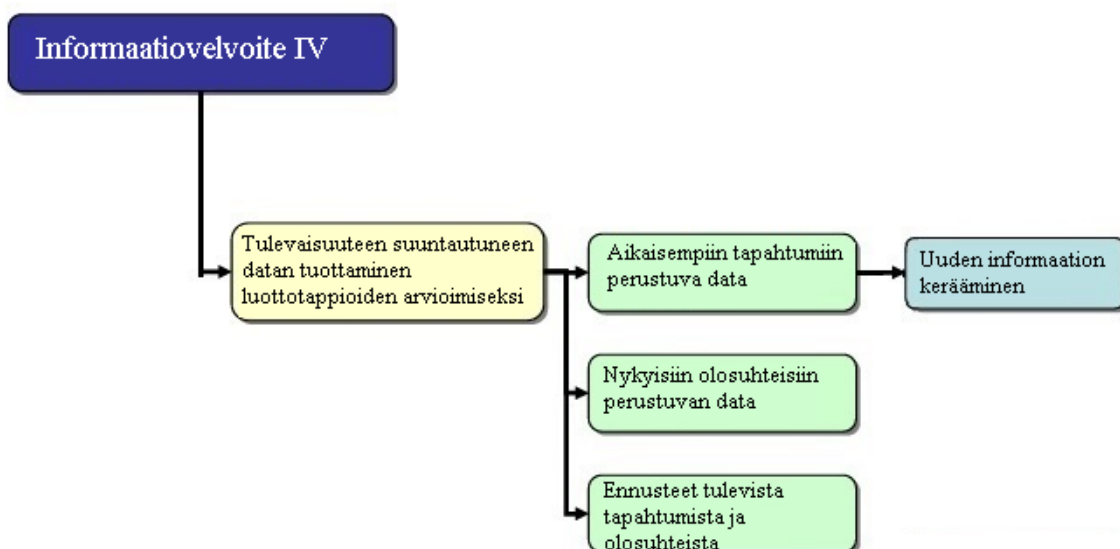 Informaatiovelvoite IV
Tulevaisuuteen suuntautuneen
datan tuottaminen
luottotappioiden arvioimiseksi
Aikaisempiin tapahtumiin
perustuva data
Uuden informaation
kerääminen
Nykyisiin olosuhteisiin
perustuvan data
Ennusteet tulevista
tapahtumista ja
olosuhteista